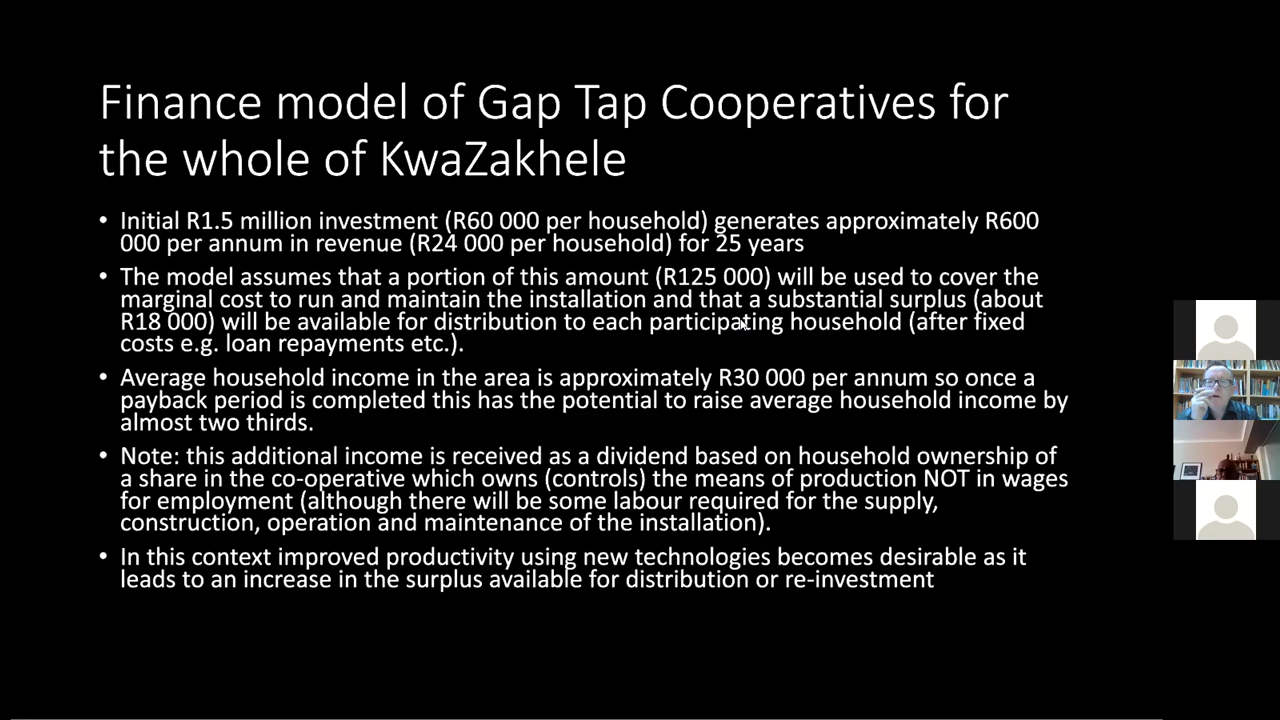 Finance model of Gap Tap Cooperatives for
the whole of KwaZakhele
• Initial R1.5 million investment (R60 000 per household) generates approximately R600
000 per annum in revenue (R24 000 per household) for 25 years
• The model assumes that a portion of this amount (R125 000) will be used to cover the
marginal cost to run and maintain the installation and that a substantial surplus (about
R18 000) will be available for distribution to each participating household (after fixed
costs e.g. loan repayments etc.).
• Average household income in the area is approximately R30 000 per annum so once a
payback period is completed this has the potential to raise average household income by
almost two thirds.
• Note: this additional income is received as a dividend based on household ownership of
a share in the co-operative which owns (controls) the means of production NOT in wages
for employment (although there will be some labour required for the supply,
construction, operation and maintenance of the installation).
• In this context improved productivity using new technologies becomes desirable as it
leads to an increase in the surplus available for distribution or re-investment